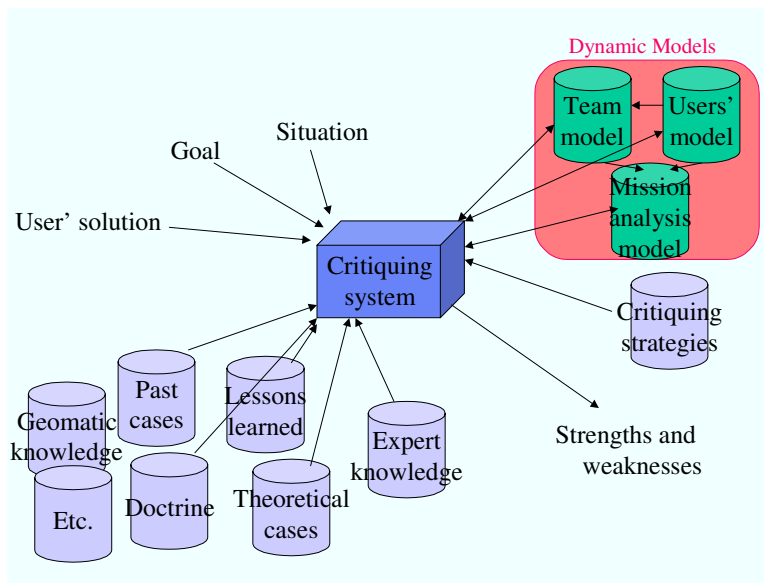 Dynamic Models
Team
model
Users'
model
Mission
analysis
model
Situation
Goal
User' solution
Critiquing
system
Critiquing
strategies
Past
cases
Lessons
learned
Geomatic
knowledge
Expert
knowledge
Strengths and
weaknesses
Etc.
Doctrine
Theoretical
cases